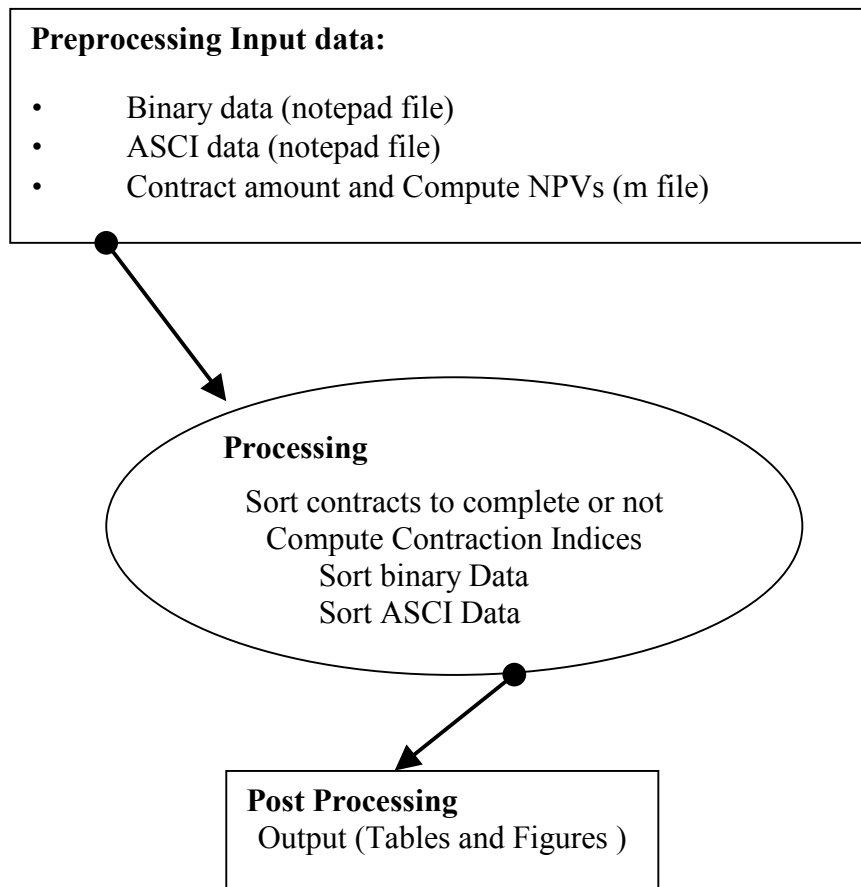 Preprocessing Input data:
• Binary data (notepad file)
• ASCI data (notepad file)
• Contract amount and Compute NPVs (m file)
Processing
Sort contracts to complete or not
Compute Contraction Indices
Sort binary Data
Sort ASCI Data
Post Processing
Output (Tables and Figures )